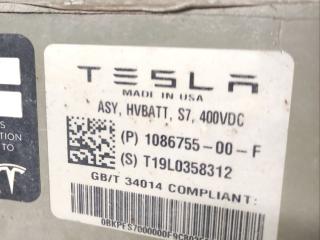 TESLA
MADE IN USA
ASY, HVBATT, S7, 400VDC
(P) 1086755-00-F
(S) T19L0358312
GB/T 34014 COMPLIANT: